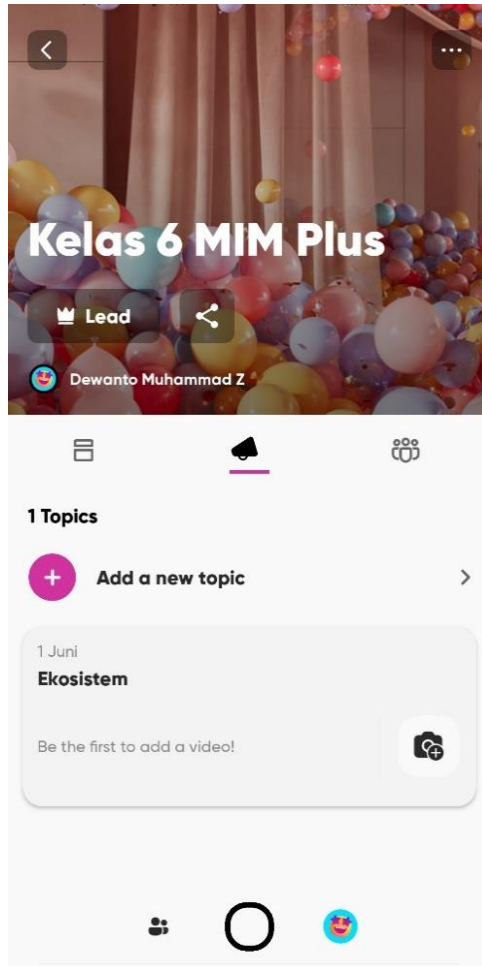 Kelas 6 MIM Plus
Lead
Dewanto Muhammad Z
1 Topics
Add a new topic
1 Juni
Ekosistem
Be the first to add a video!